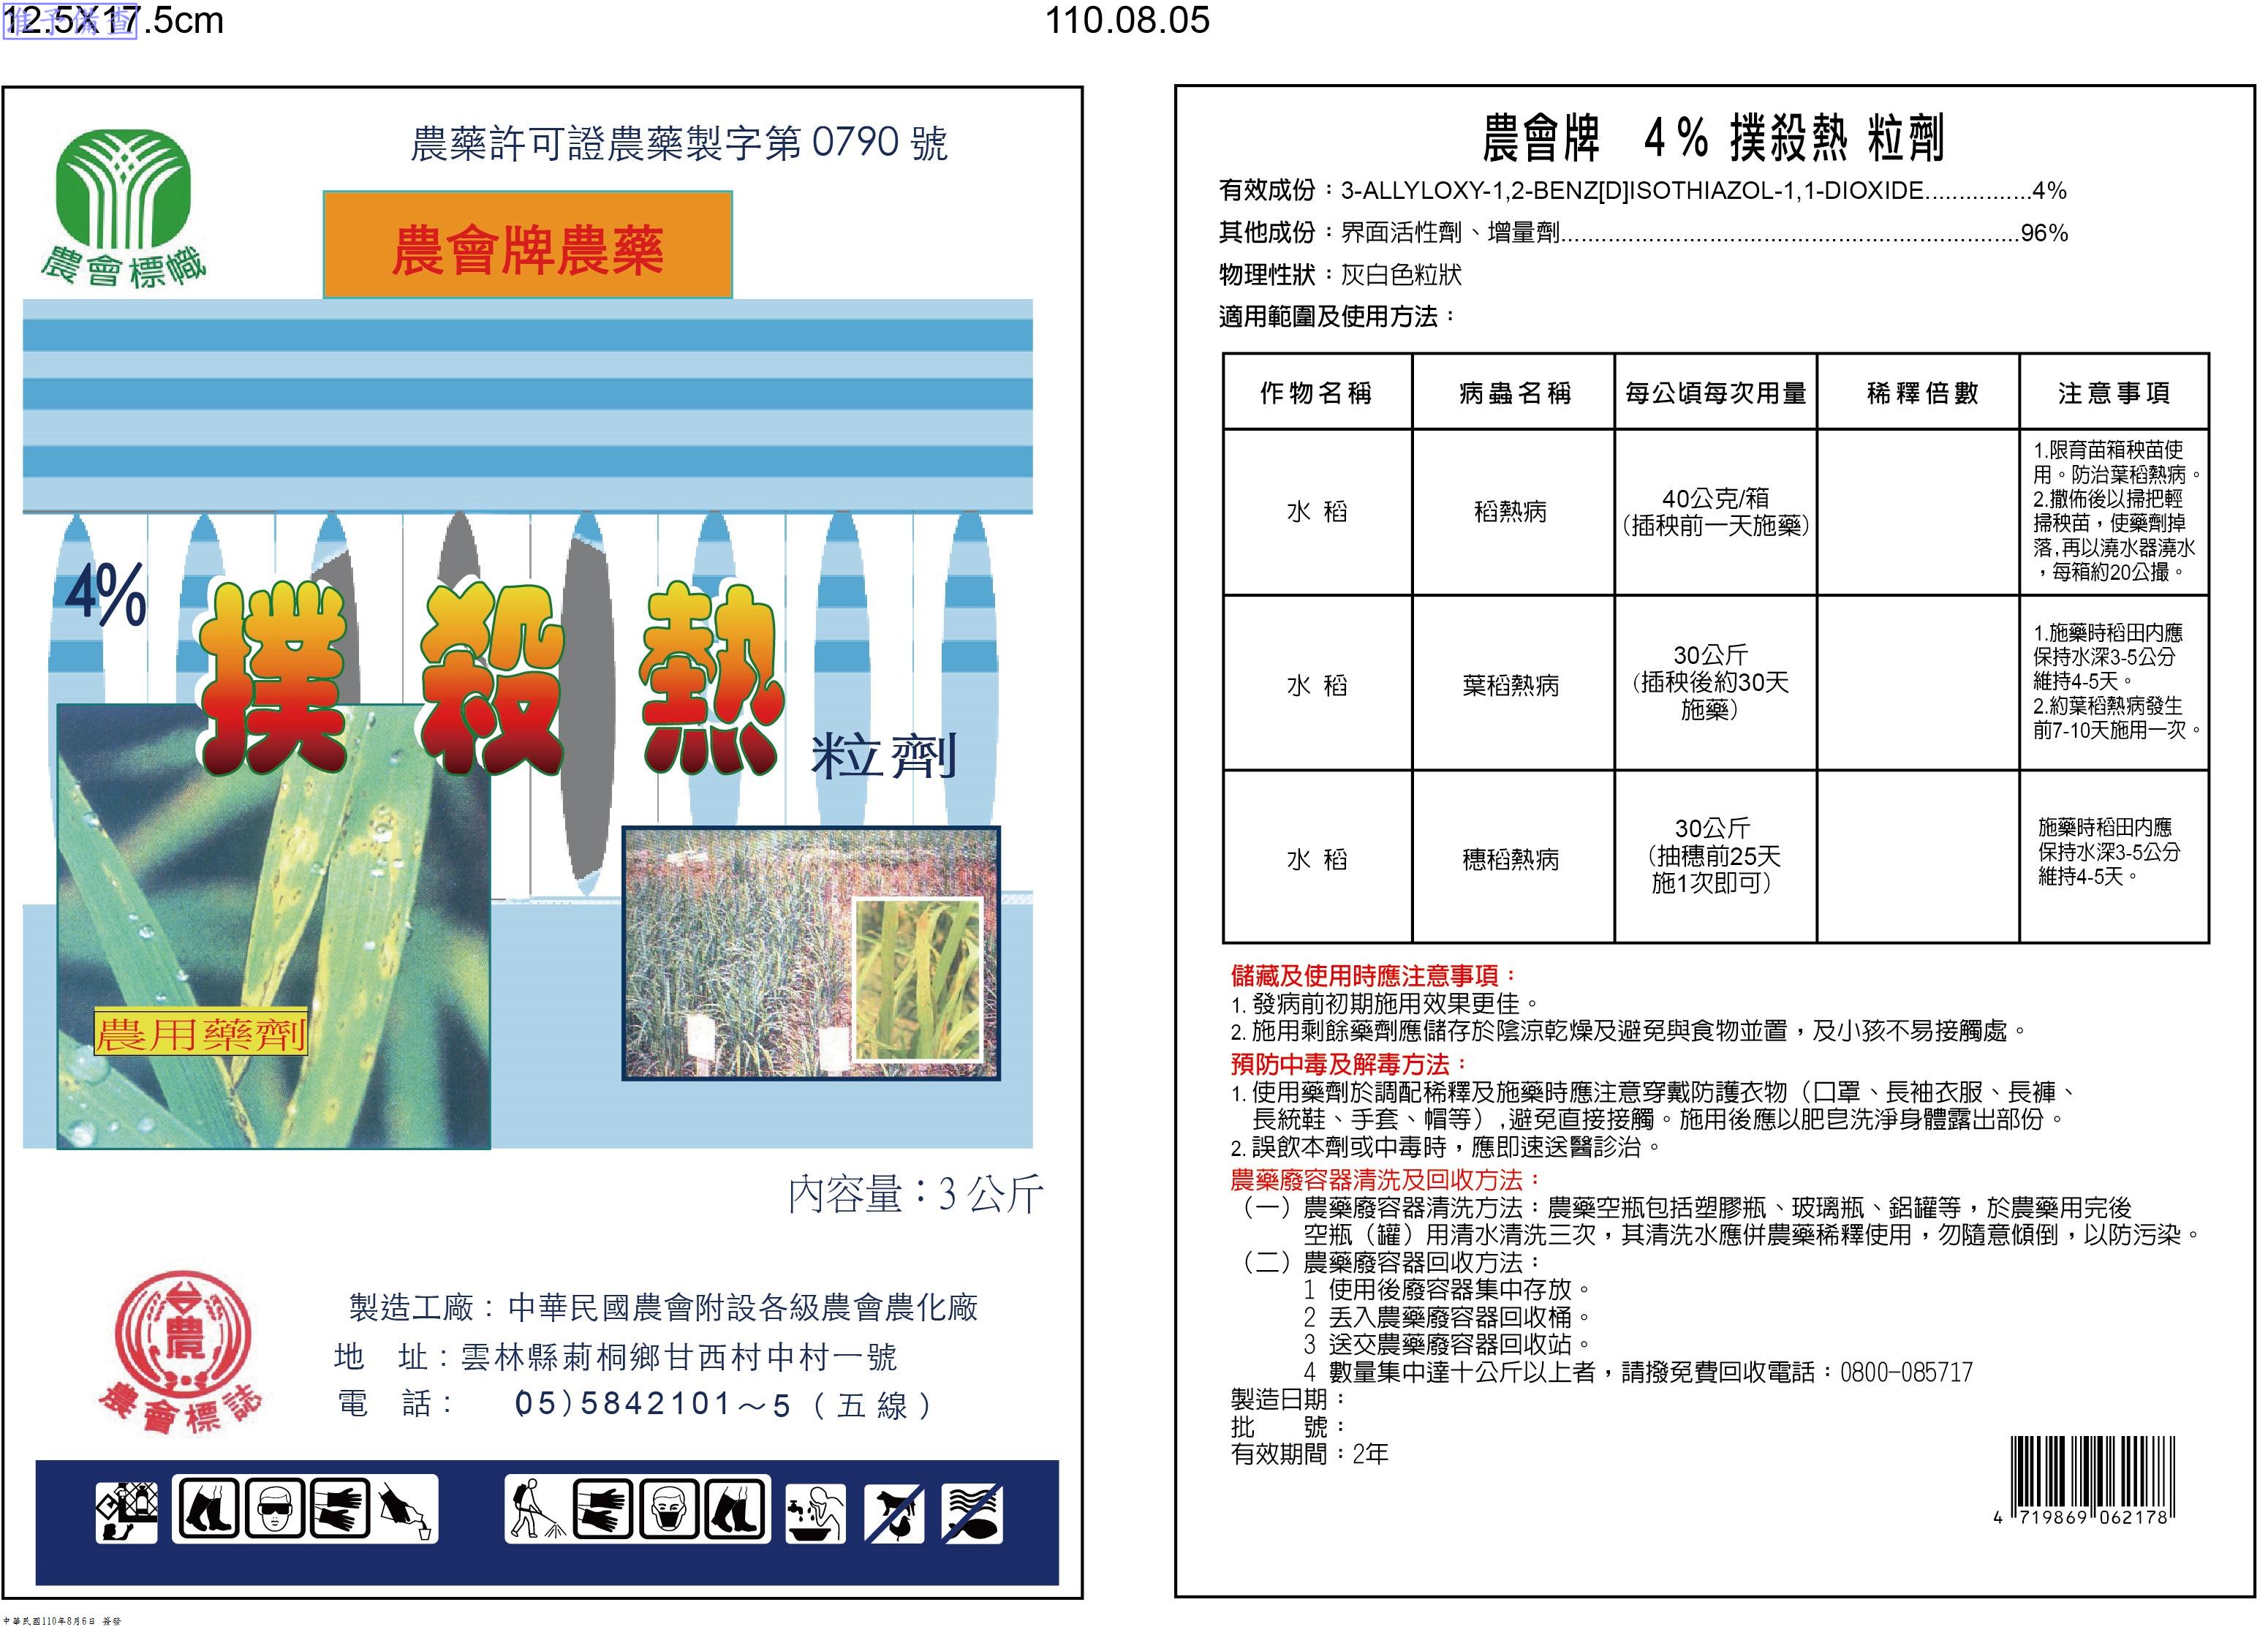 12.5X17.5cm
准予備查
110.08.05
農會標幟
農藥許可證農藥製字第 0790 號
農會牌農藥
4%
撲殺熱
粒劑
農用藥劑
內容量：3 公斤
農會標誌
製造工廠：中華民國農會附設各級農會農化廠
地 址：雲林縣莿桐鄉甘西村中村一號
電 話： (05)5842101～5（五線）
農會牌 4% 撲殺熱 粒劑
有效成份：3-ALLYLOXY-1,2-BENZ[D]ISOTHIAZOL-1,1-DIOXIDE................4%
其他成份：界面活性劑、增量劑....................................................................96%
物理性狀：灰白色粒狀
適用範圍及使用方法：
作物名稱 病蟲名稱 每公頃每次用量 稀釋倍數 注意事項
水稻 稻熱病
40公克/箱
（插秧前一天施藥）
1.限育苗箱秧苗使
用。防治葉稻熱病。
2.撒佈後以掃把輕
掃秧苗，使藥劑掉
落,再以澆水器澆水
，每箱約20公撮。
水稻 葉稻熱病
30公斤
（插秧後約30天
施藥）
1.施藥時稻田內應
保持水深3-5公分
維持4-5天。
2.約葉稻熱病發生
前7-10天施用一次。
水稻 穗稻熱病
30公斤
（抽穗前25天
施1次即可）
施藥時稻田內應
保持水深3-5公分
維持4-5天。
儲藏及使用時應注意事項：
1. 發病前初期施用效果更佳。
2. 施用剩餘藥劑應儲存於陰涼乾燥及避免與食物並置，及小孩不易接觸處。
預防中毒及解毒方法：
1. 使用藥劑於調配稀釋及施藥時應注意穿戴防護衣物（口罩、長袖衣服、長褲、
長統鞋、手套、帽等）,避免直接接觸。施用後應以肥皂洗淨身體露出部份。
2. 誤飲本劑或中毒時，應即速送醫診治。
農藥廢容器清洗及回收方法：
（一）農藥廢容器清洗方法：農藥空瓶包括塑膠瓶、玻璃瓶、鋁罐等，於農藥用完後
空瓶（罐）用清水清洗三次，其清洗水應併農藥稀釋使用，勿隨意傾倒，以防污染。
（二）農藥廢容器回收方法：
1 使用後廢容器集中存放。
2 丟入農藥廢容器回收桶。
3 送交農藥廢容器回收站。
4 數量集中達十公斤以上者，請撥免費回收電話：0800-085717
製造日期：
批 號：
有效期間：2年
4 719869 062178
中華民國110年8月6日 簽發